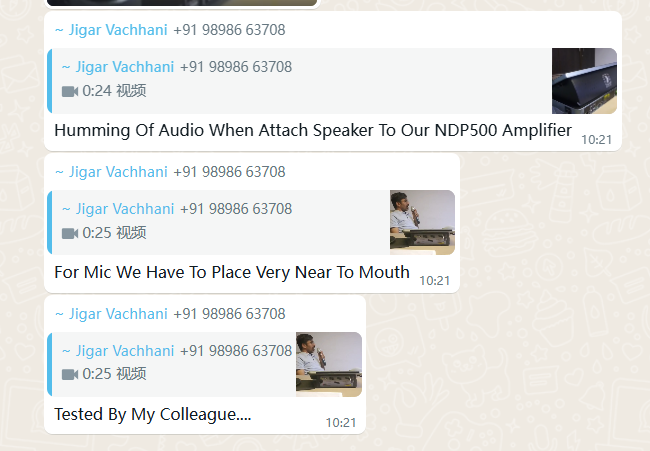 ~ Jigar Vachhani +91 98986 63708
~ Jigar Vachhani +91 98986 63708
0:24 视频
Humming Of Audio When Attach Speaker To Our NDP500 Amplifier
10:21
~ Jigar Vachhani +91 98986 63708
~ Jigar Vachhani +91 98986 63708
0:25 视频
For Mic We Have To Place Very Near To Mouth
10:21
~ Jigar Vachhani +91 98986 63708
~ Jigar Vachhani +91 98986 63708
0:25 视频
Tested By My Colleague....
10:21